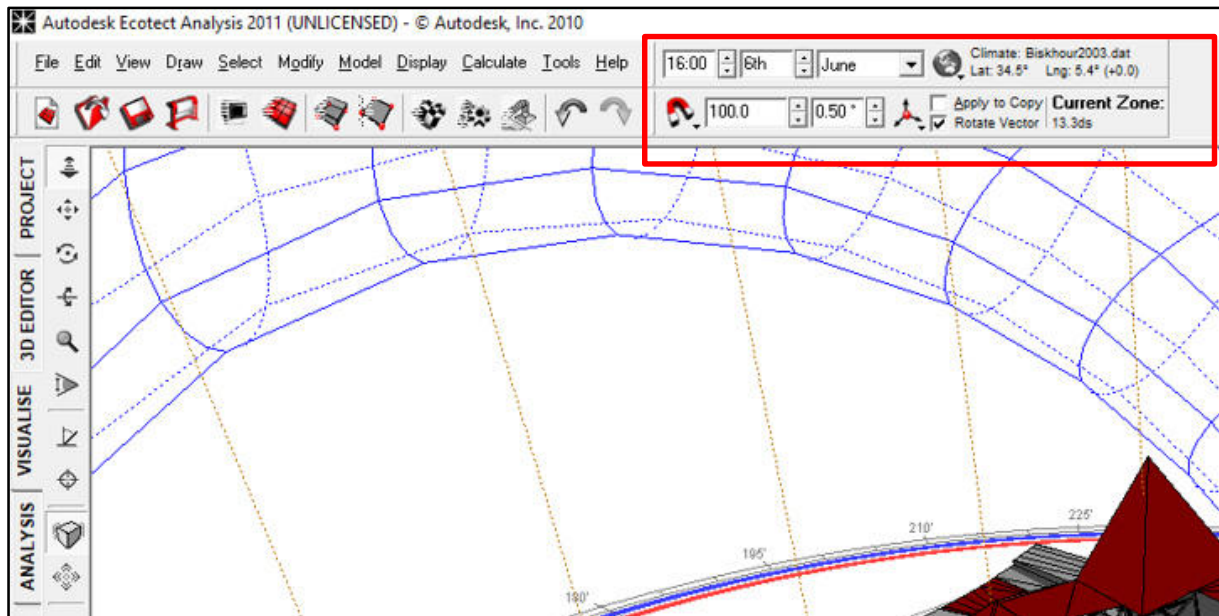 Autodesk Ecotect Analysis 2011 (UNLICENSED) - © Autodesk, Inc. 2010
File Edit View Draw Select Modify Model Display Calculate Tools Help
16:00 6th June Climate: Biskhour2003.dat
Lat: 34.5° Lng: 5.4° (+0.0)
100.0 0.50 ° Apply to Copy Current Zone:
Rotate Vector 13.3ds
PROJECT
3D EDITOR
VISUALISE
ANALYSIS
180'
195'
210'
225'